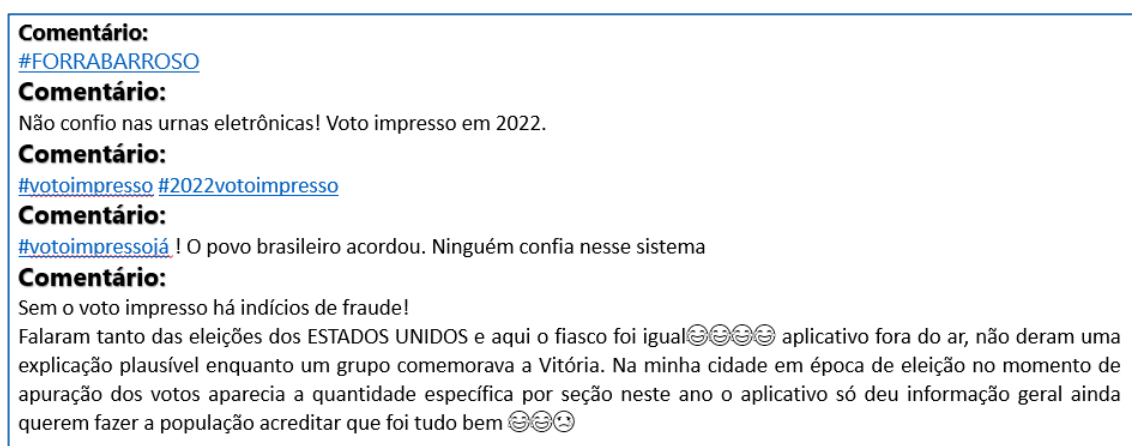 Comentário:
#FORRABARROSO
Comentário:
Não confio nas urnas eletrônicas! Voto impresso em 2022.
Comentário:
#votoimpresso #2022votoimpresso
Comentário:
#votoimpressojá ! O povo brasileiro acordou. Ninguém confia nesse sistema
Comentário:
Sem o voto impresso há indícios de fraude!
Falaram tanto das eleições dos ESTADOS UNIDOS e aqui o fiasco foi igual😂😂😂😂 aplicativo fora do ar, não deram uma
explicação plausível enquanto um grupo comemorava a Vitória. Na minha cidade em época de eleição no momento de
apuração dos votos aparecia a quantidade específica por seção neste ano o aplicativo só deu informação geral ainda
querem fazer a população acreditar que foi tudo bem 😂😂😢